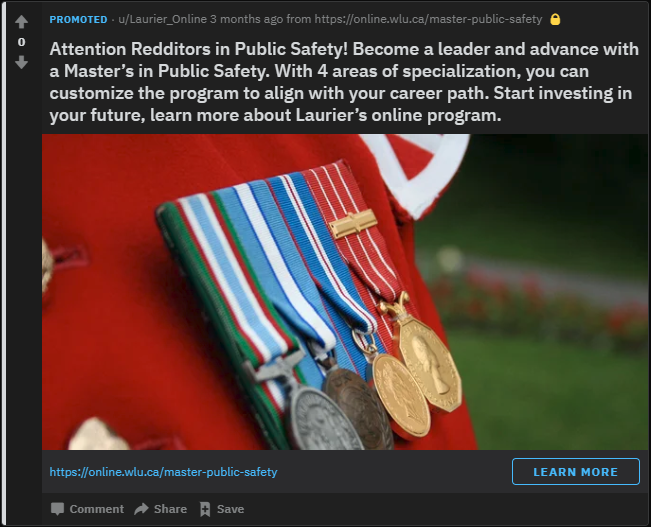 PROMOTED · u/Laurier_Online 3 months ago from https://online.wlu.ca/master-public-safety
0
Attention Redditors in Public Safety! Become a leader and advance with
a Master's in Public Safety. With 4 areas of specialization, you can
customize the program to align with your career path. Start investing in
your future, learn more about Laurier's online program.
https://online.wlu.ca/master-public-safety
LEARN MORE
Comment Share Save